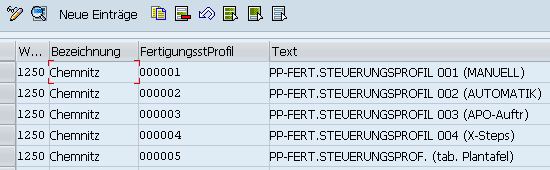 Neue Einträge
W... Bezeichnung FertigungsstProfil Text
1250 Chemnitz 000001 PP-FERT.STEUERUNGSPROFIL 001 (MANUELL)
1250 Chemnitz 000002 PP-FERT.STEUERUNGSPROFIL 002 (AUTOMATIK)
1250 Chemnitz 000003 PP-FERT.STEUERUNGSPROFIL 003 (APO-Auftr)
1250 Chemnitz 000004 PP-FERT.STEUERUNGSPROFIL 004 (X-Steps)
1250 Chemnitz 000005 PP-FERT.STEUERUNGSPROF. (tab. Plantafel)